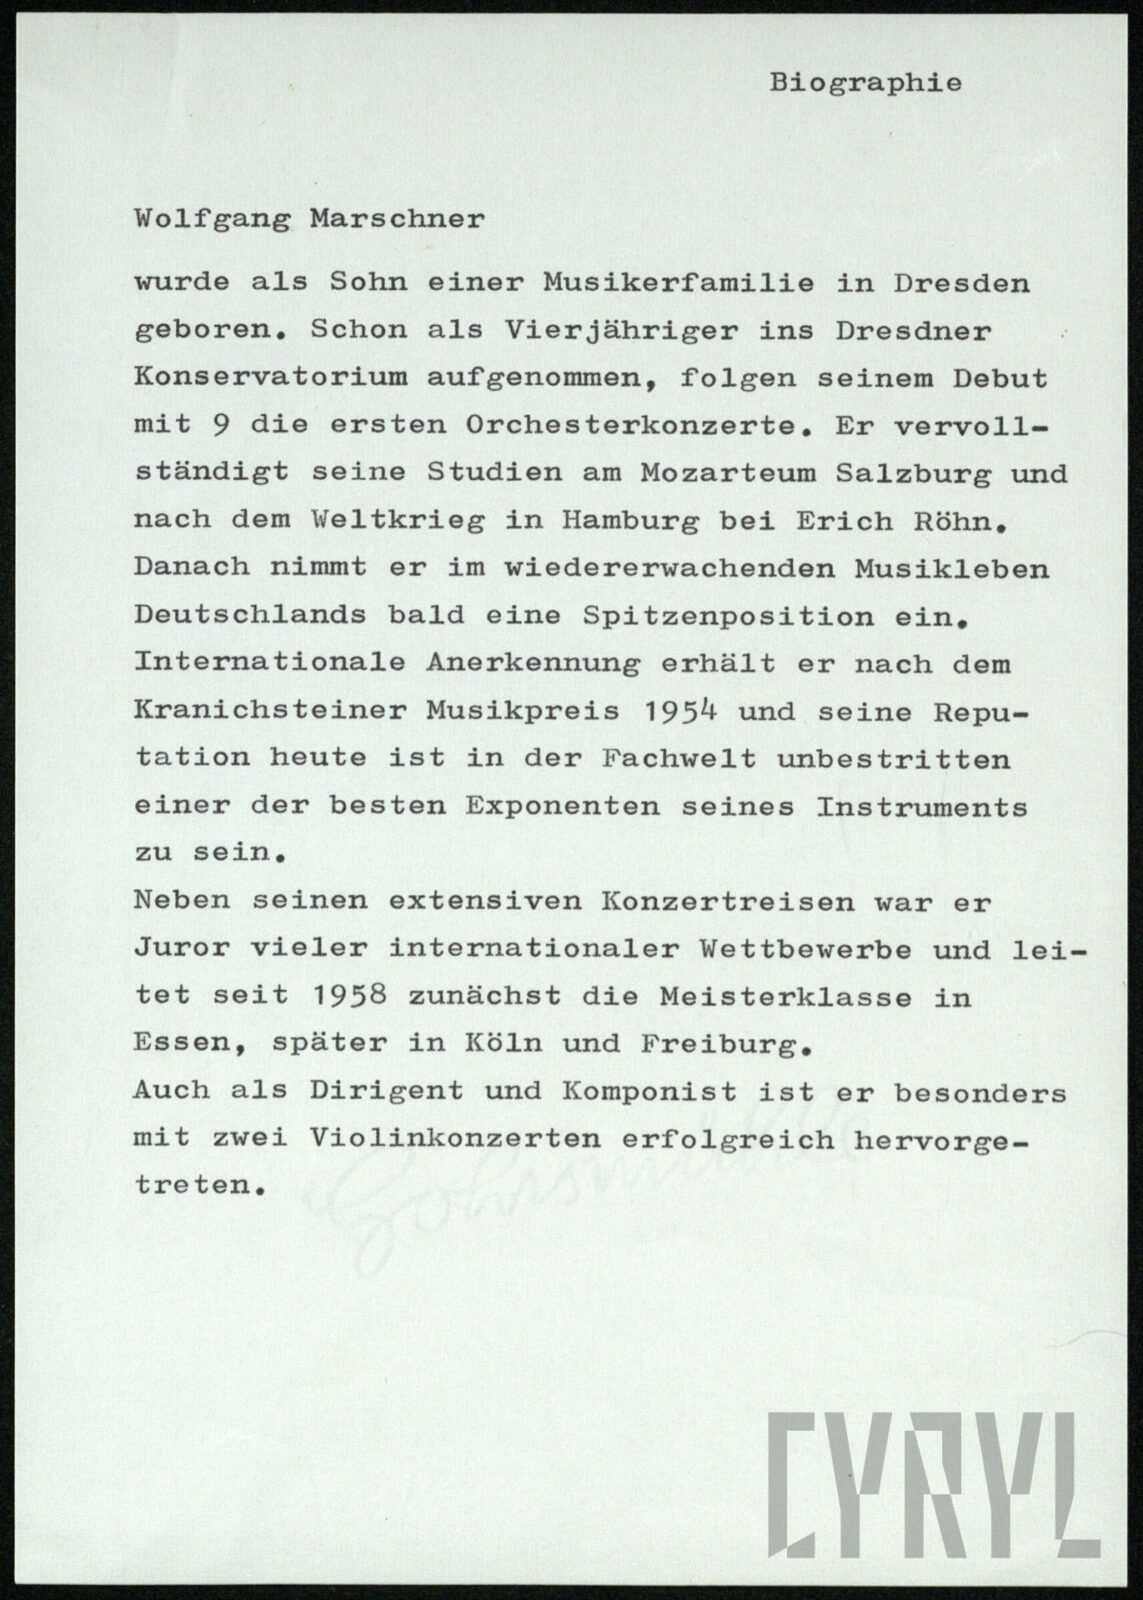 Biographie
Wolfgang Marschner
wurde als Sohn einer Musikerfamilie in Dresden
geboren. Schon als Vierjähriger ins Dresdner
Konservatorium aufgenommen, folgen seinem Debut
mit 9 die ersten Orchesterkonzerte. Er vervoll-
ständigt seine Studien am Mozarteum Salzburg und
nach dem Weltkrieg in Hamburg bei Erich Röhn.
Danach nimmt er im wiedererwachenden Musikleben
Deutschlands bald eine Spitzenposition ein.
Internationale Anerkennung erhält er nach dem
Kranichsteiner Musikpreis 1954 und seine Repu-
tation heute ist in der Fachwelt unbestritten
einer der besten Exponenten seines Instruments
zu sein.
Neben seinen extensiven Konzertreisen war er
Juror vieler internationaler Wettbewerbe und lei-
tet seit 1958 zunächst die Meisterklasse in
Essen, später in Köln und Freiburg.
Auch als Dirigent und Komponist ist er besonders
mit zwei Violinkonzerten erfolgreich hervorge-
treten.
CYRYL